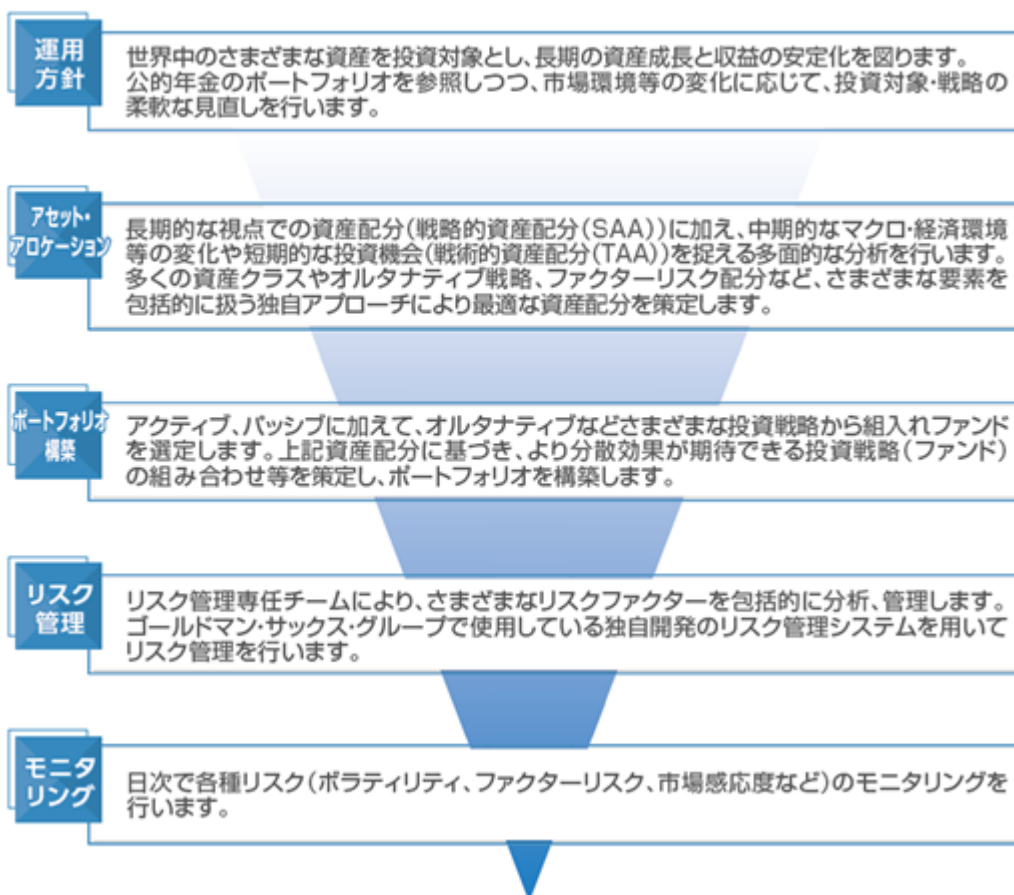 運用
方針
世界中のさまざまな資産を投資対象とし、長期の資産成長と収益の安定化を図ります。
公的年金のポートフォリオを参照しつつ、市場環境等の変化に応じて、投資対象・戦略の
柔軟な見直しを行います。
アセット・
アロケーション
長期的な視点での資産配分(戦略的資産配分(SAA))に加え、中期的なマクロ・経済環境
等の変化や短期的な投資機会(戦術的資産配分(TAA))を捉える多面的な分析を行います。
多くの資産クラスやオルタナティブ戦略、ファクターリスク配分など、さまざまな要素を
包括的に扱う独自アプローチにより最適な資産配分を策定します。
ポートフォリオ
構築
アクティブ、パッシブに加えて、オルタナティブなどさまざまな投資戦略から組入れファンド
を選定します。上記資産配分に基づき、より分散効果が期待できる投資戦略(ファンド)
の組み合わせ等を策定し、ポートフォリオを構築します。
リスク
管理
リスク管理専任チームにより、さまざまなリスクファクターを包括的に分析、管理します。
ゴールドマン・サックス・グループで使用している独自開発のリスク管理システムを用いて
リスク管理を行います。
モニタ
リング
日次で各種リスク(ボラティリティ、ファクターリスク、市場感応度など)のモニタリングを
行います。